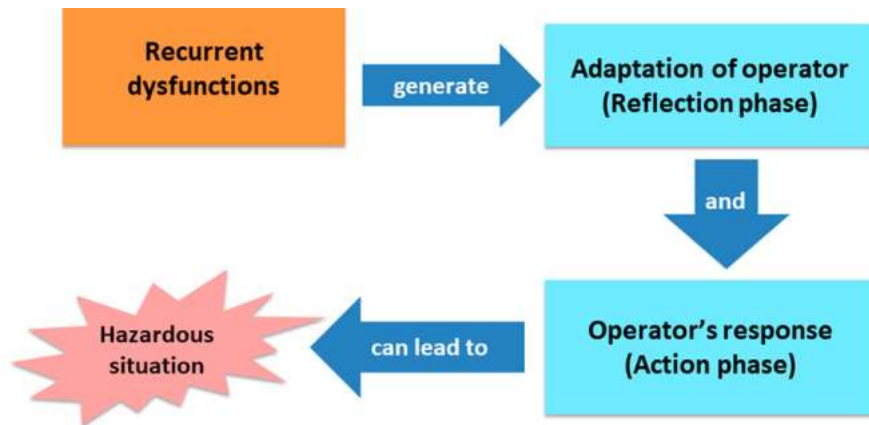 Recurrent
dysfunctions
generate
Adaptation of operator
(Reflection phase)
and
Operator's response
(Action phase)
can lead to
Hazardous
situation